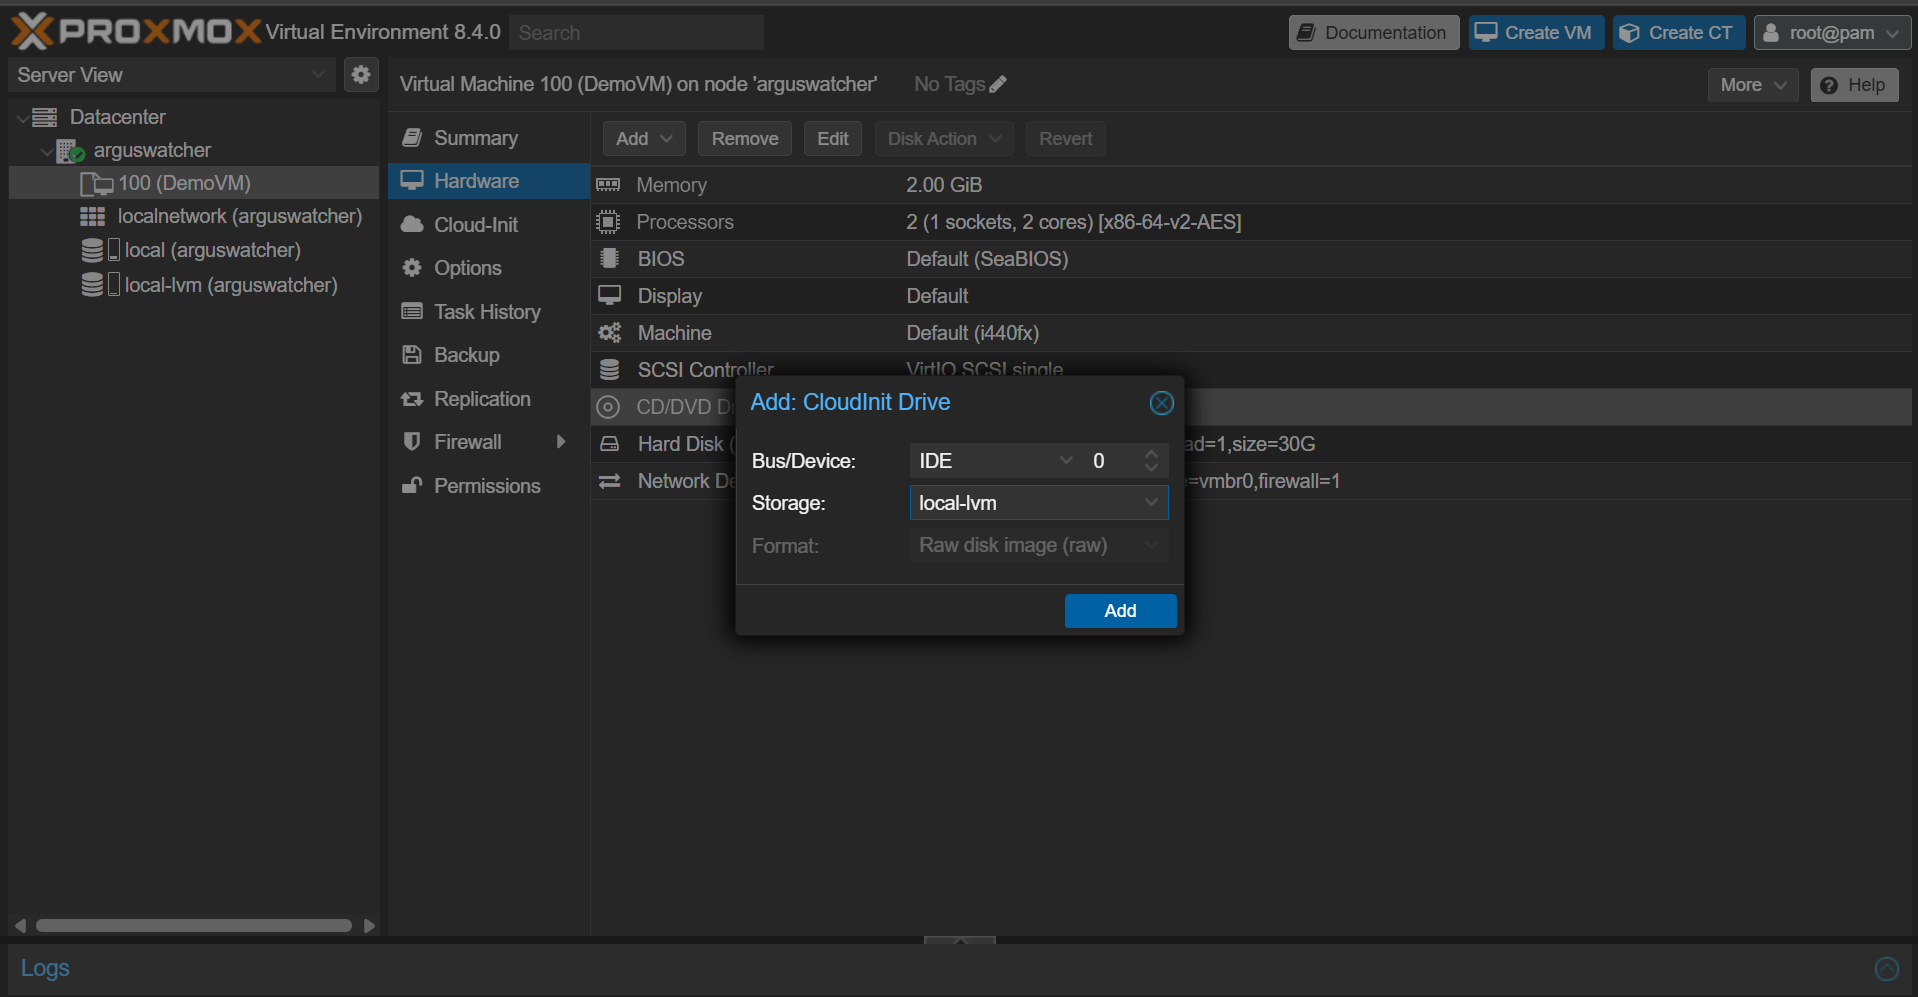 PROXMOX Virtual Environment 8.4.0 Search Documentation Create VM Create CT root@pam
Server View
Virtual Machine 100 (DemoVM) on node 'arguswatcher' No Tags More Help
Datacenter
arguswatcher
100 (DemoVM)
localnetwork (arguswatcher)
local (arguswatcher)
local-lvm (arguswatcher)
Summary
Hardware
Cloud-Init
Options
Task History
Backup
Replication
Firewall
Permissions
Add Remove Edit Disk Action Revert
Memory 2.00 GiB
Processors 2 (1 sockets, 2 cores) [x86-64-v2-AES]
BIOS Default (SeaBIOS)
Display Default
Machine Default (i440fx)
SCSI Controller VirtIO SCSI single
CD/DVD Dr
Hard Disk ( ad=1,size=30G
Network De =vmbr0,firewall=1
Add: CloudInit Drive
Bus/Device: IDE 0
Storage: local-lvm
Format: Raw disk image (raw)
Add
Logs